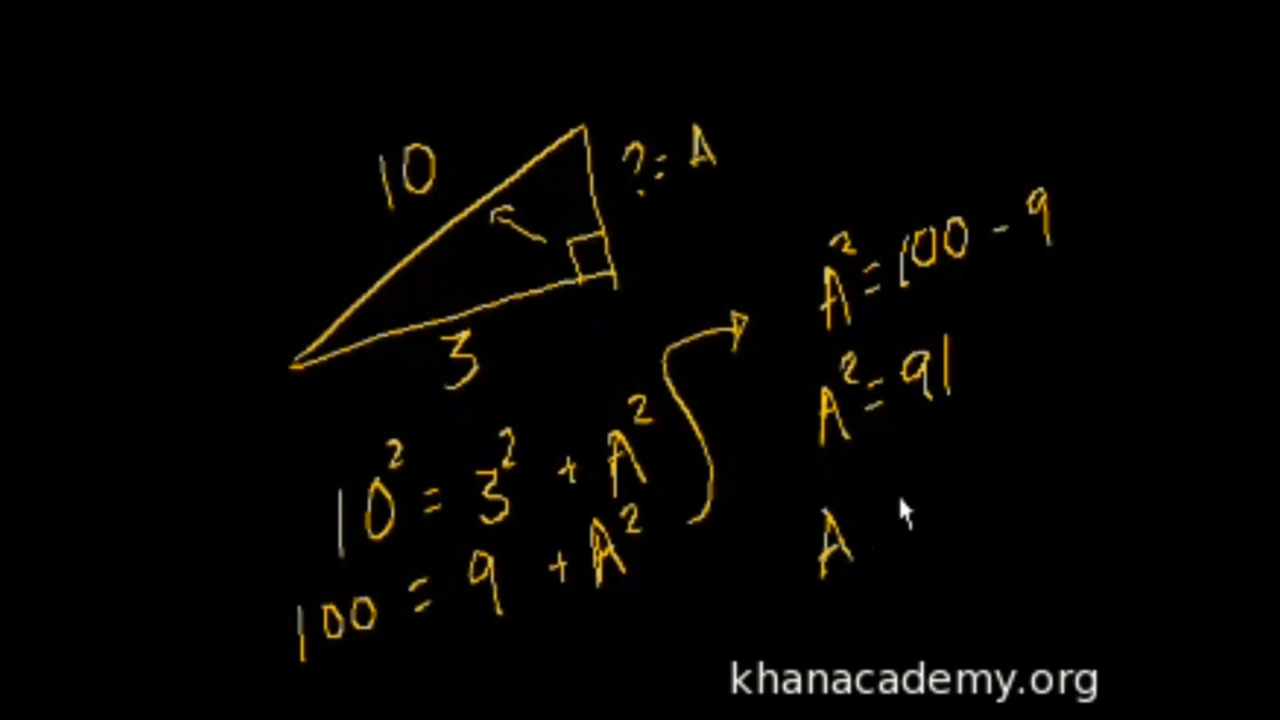 10
? = A
3
10² = 3² + A²
100 = 9 + A²
A² = 100 - 9
A² = 91
A
khanacademy.org